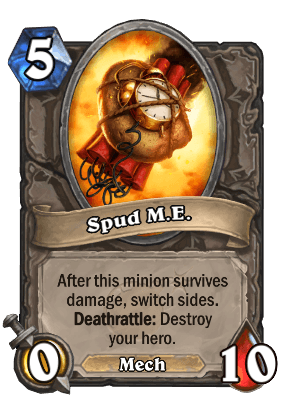 5
Spud M.E.
After this minion survives
damage, switch sides.
Deathrattle: Destroy
your hero.
Mech
0
10